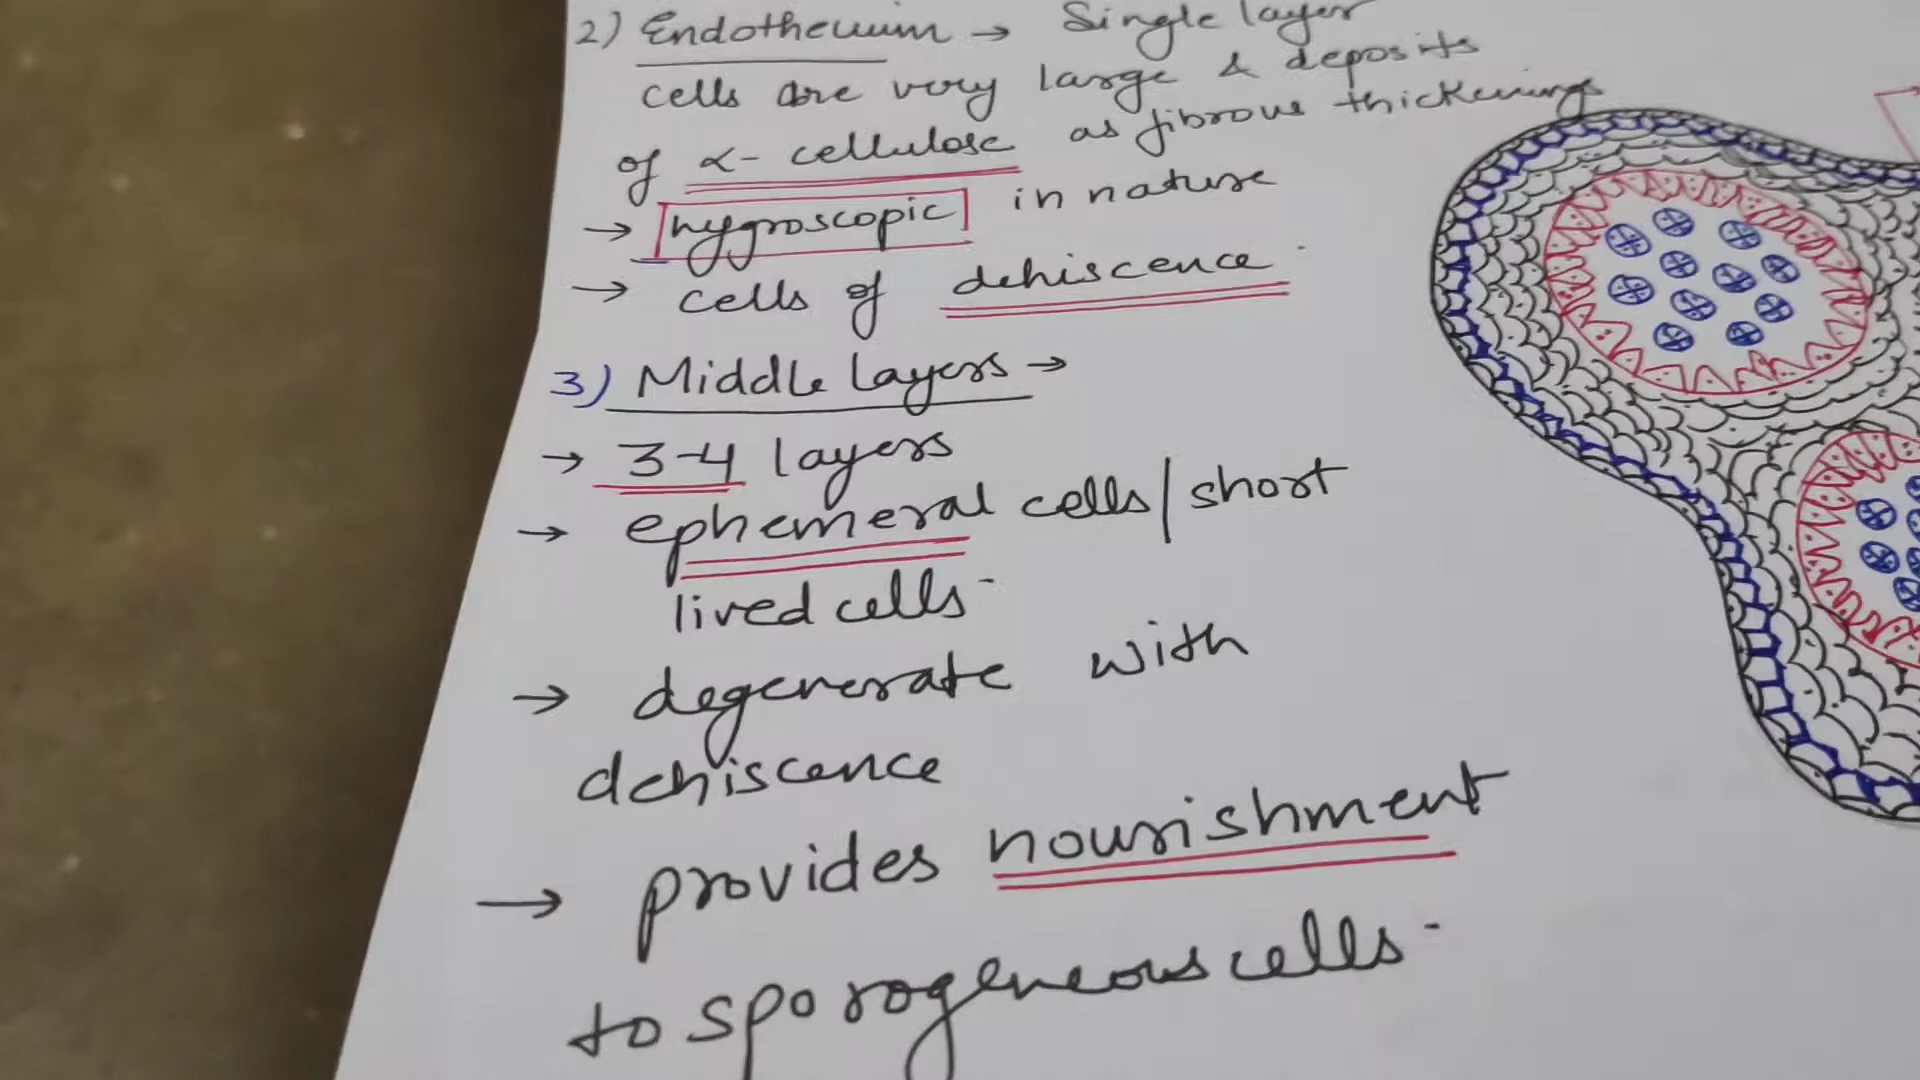 2) Endothecium → Single layer
cells are very large & deposits
of α- cellulose as fibrous thickenings
→ hygroscopic in nature
→ cells of dehiscence.
3) Middle layers →
→ 3-4 layers
→ ephemeral cells/short
lived cells.
→ degenerate with
dehiscence
→ provides nourishment
to sporogeneous cells.